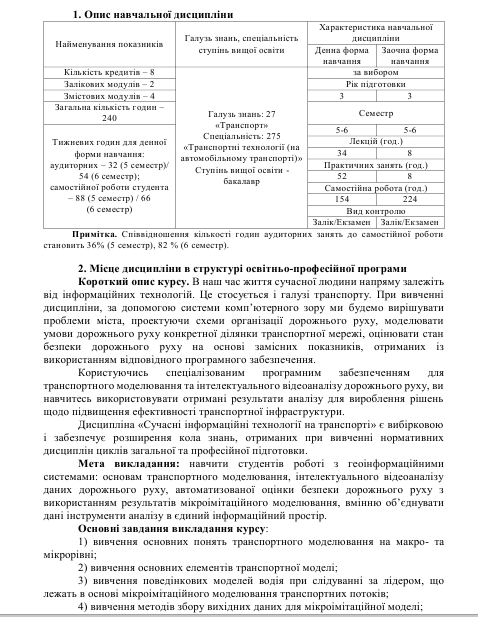 1. Опис навчальної дисципліни
Найменування показників
Галузь знань, спеціальність
ступінь вищої освіти
Характеристика навчальної
дисципліни
Денна форма
навчання
Заочна форма
навчання
Кількість кредитів – 8
Залікових модулів – 2
Змістових модулів – 4
Загальна кількість годин –
240
Тижневих годин для денної
форми навчання:
аудиторних – 32 (5 семестр)/
54 (6 семестр);
самостійної роботи студента
– 88 (5 семестр) / 66
(6 семестр)
Галузь знань: 27
«Транспорт»
Спеціальність: 275
«Транспортні технології (на
автомобільному транспорті)»
Ступінь вищої освіти -
бакалавр
за вибором
Рік підготовки
3 3
Семестр
5-6 5-6
Лекцій (год.)
34 8
Практичних занять (год.)
52 8
Самостійна робота (год.)
154 224
Вид контролю
Залік/Екзамен Залік/Екзамен
Примітка. Співвідношення кількості годин аудиторних занять до самостійної роботи
становить 36% (5 семестр), 82 % (6 семестр).
2. Місце дисципліни в структурі освітньо-професійної програми
Короткий опис курсу. В наш час життя сучасної людини напряму залежіть
від інформаційних технологій. Це стосується і галузі транспорту. При вивченні
дисципліни, за допомогою системи комп’ютерного зору ми будемо вирішувати
проблеми міста, проектуючи схеми організації дорожнього руху, моделювати
умови дорожнього руху конкретної ділянки транспортної мережі, оцінювати стан
безпеки дорожнього руху на основі замісних показників, отриманих із
використанням відповідного програмного забезпечення.
Користуючись спеціалізованим програмним забезпеченням для
транспортного моделювання та інтелектуального відеоаналізу дорожнього руху, ви
навчитесь використовувати отримані результати аналізу для вироблення рішень
щодо підвищення ефективності транспортної інфраструктури.
Дисципліна «Сучасні інформаційні технології на транспорті» є вибірковою
і забезпечує розширення кола знань, отриманих при вивченні нормативних
дисциплін циклів загальної та професійної підготовки.
Мета викладання: навчити студентів роботі з геоінформаційними
системами: основам транспортного моделювання, інтелектуального відеоаналізу
даних дорожнього руху, автоматизованої оцінки безпеки дорожнього руху з
використанням результатів мікроімітаційного моделювання, вмінню об’єднувати
дані інструменти аналізу в єдиний інформаційний простір.
Основні завдання викладання курсу:
1) вивчення основних понять транспортного моделювання на макро- та
мікрорівні;
2) вивчення основних елементів транспортної моделі;
3) вивчення поведінкових моделей водія при слідуванні за лідером, що
лежать в основі мікроімітаційного моделювання транспортних потоків;
4) вивчення методів збору вихідних даних для мікроімітаційної моделі;